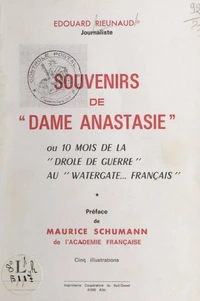 EDOUARD RIEUNAUD
Journaliste
SOUVENIRS
DE
" DAME ANASTASIE "
ou 10 MOIS DE LA
" DROLE DE GUERRE "
AU " WATERGATE... FRANÇAIS "
*
Préface
de
MAURICE SCHUMANN
de l'ACADEMIE FRANÇAISE
Cinq illustrations